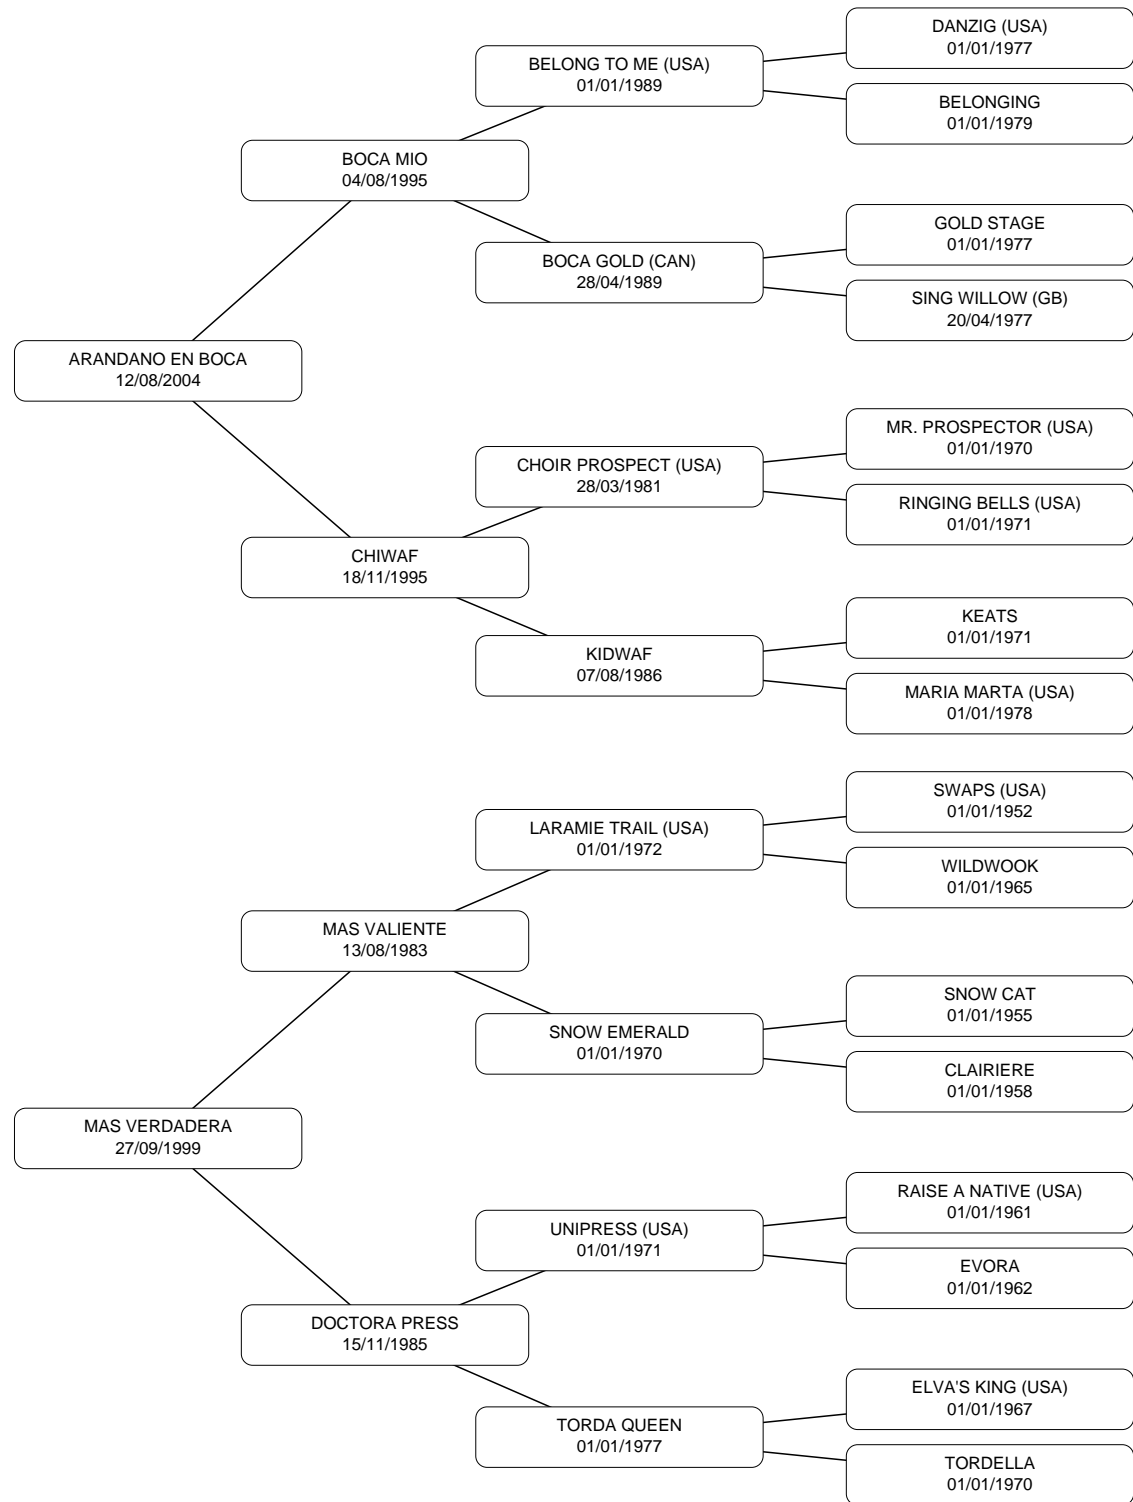 DANZIG (USA)
01/01/1977
BELONG TO ME (USA)
01/01/1989
BELONGING
01/01/1979
BOCA MIO
04/08/1995
GOLD STAGE
01/01/1977
BOCA GOLD (CAN)
28/04/1989
SING WILLOW (GB)
20/04/1977
ARANDANO EN BOCA
12/08/2004
MR. PROSPECTOR (USA)
01/01/1970
CHOIR PROSPECT (USA)
28/03/1981
RINGING BELLS (USA)
01/01/1971
CHIWAF
18/11/1995
KEATS
01/01/1971
KIDWAF
07/08/1986
MARIA MARTA (USA)
01/01/1978
SWAPS (USA)
01/01/1952
LARAMIE TRAIL (USA)
01/01/1972
WILDWOOK
01/01/1965
MAS VALIENTE
13/08/1983
SNOW CAT
01/01/1955
SNOW EMERALD
01/01/1970
CLAIRIERE
01/01/1958
MAS VERDADERA
27/09/1999
RAISE A NATIVE (USA)
01/01/1961
UNIPRESS (USA)
01/01/1971
EVORA
01/01/1962
DOCTORA PRESS
15/11/1985
ELVA'S KING (USA)
01/01/1967
TORDA QUEEN
01/01/1977
TORDELLA
01/01/1970